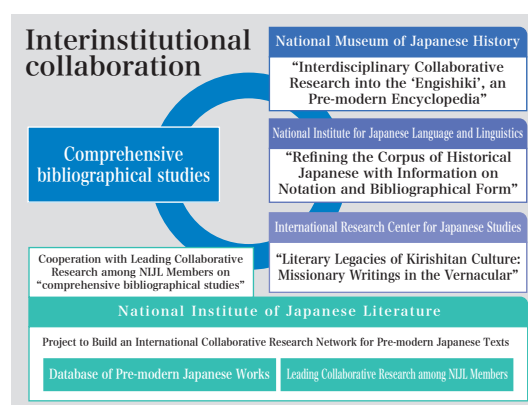 Interinstitutional
collaboration
National Museum of Japanese History
“Interdisciplinary Collaborative
Research into the ‘Engishiki’, an
Pre-modern Encyclopedia”
Comprehensive
bibliographical studies
National Institute for Japanese Language and Linguistics
“Refining the Corpus of Historical
Japanese with Information on
Notation and Bibliographical Form”
International Research Center for Japanese Studies
“Literary Legacies of Kirishitan Culture:
Missionary Writings in the Vernacular”
Cooperation with Leading Collaborative
Research among NIJL Members on
“comprehensive bibliographical studies”
National Institute of Japanese Literature
Project to Build an International Collaborative Research Network for Pre-modern Japanese Texts
Database of Pre-modern Japanese Works
Leading Collaborative Research among NIJL Members